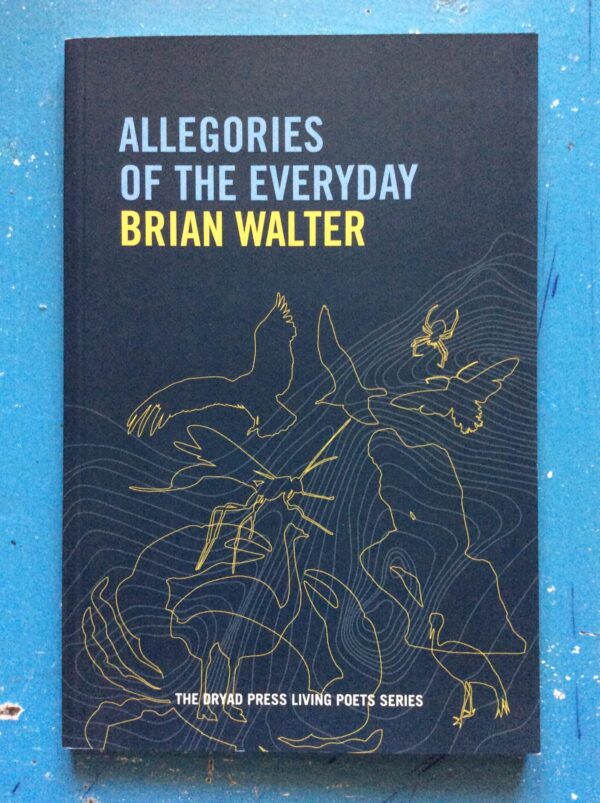 ALLEGORIES
OF THE EVERYDAY
BRIAN WALTER
THE DRYAD PRESS LIVING POETS SERIES